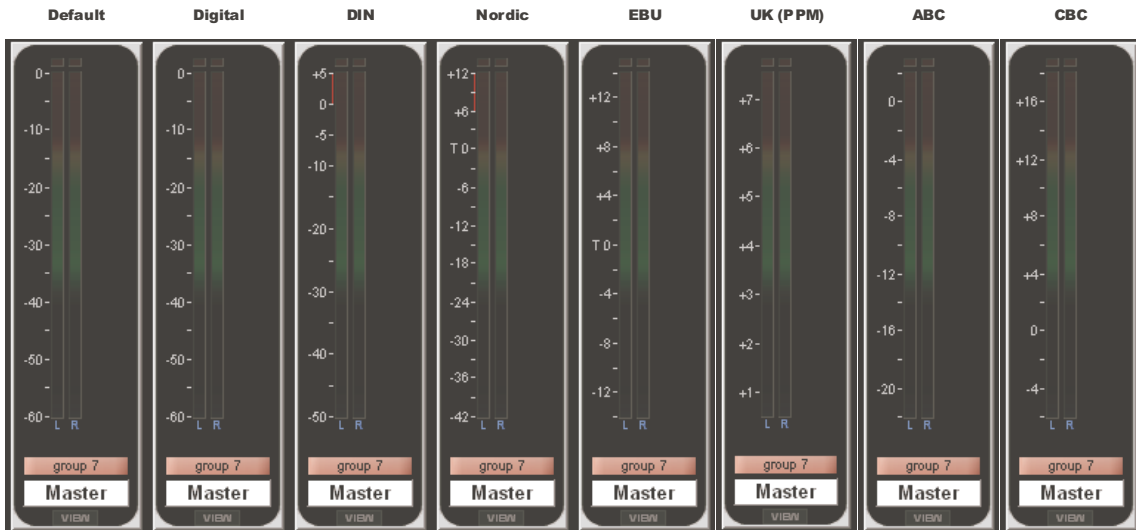 Default Digital DIN Nordic EBU UK (PPM) ABC CBC
0-
-10-
-20-
-30-
-40-
-50-
-60-
L R
group 7
Master
VIEW
0-
-10-
-20-
-30-
-40-
-50-
-60-
L R
group 7
Master
VIEW
+5
0-
-5-
-10-
-20-
-30-
-40-
-50-
L R
group 7
Master
VIEW
+12
+6
T 0-
-6-
-12-
-18-
-24-
-30-
-36-
-42-
L R
group 7
Master
VIEW
+12-
+8-
+4-
T 0-
-4-
-8-
-12-
L R
group 7
Master
VIEW
+7-
+6-
+5-
+4-
+3-
+2-
+1-
L R
group 7
Master
VIEW
0-
-4-
-8-
-12-
-16-
-20-
L R
group 7
Master
VIEW
+16-
+12-
+8-
+4-
0-
-4-
L R
group 7
Master
VIEW